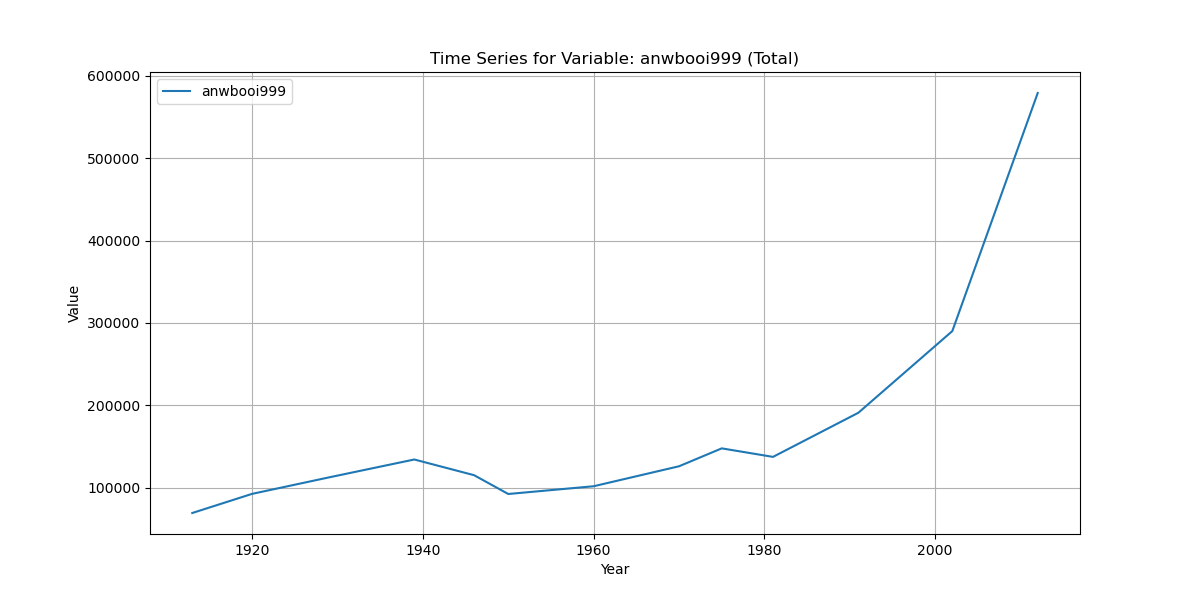 Time Series for Variable: anwbooi999 (Total)
anwbooi999
600000
500000
400000
300000
200000
100000
Value
1920 1940 1960 1980 2000
Year